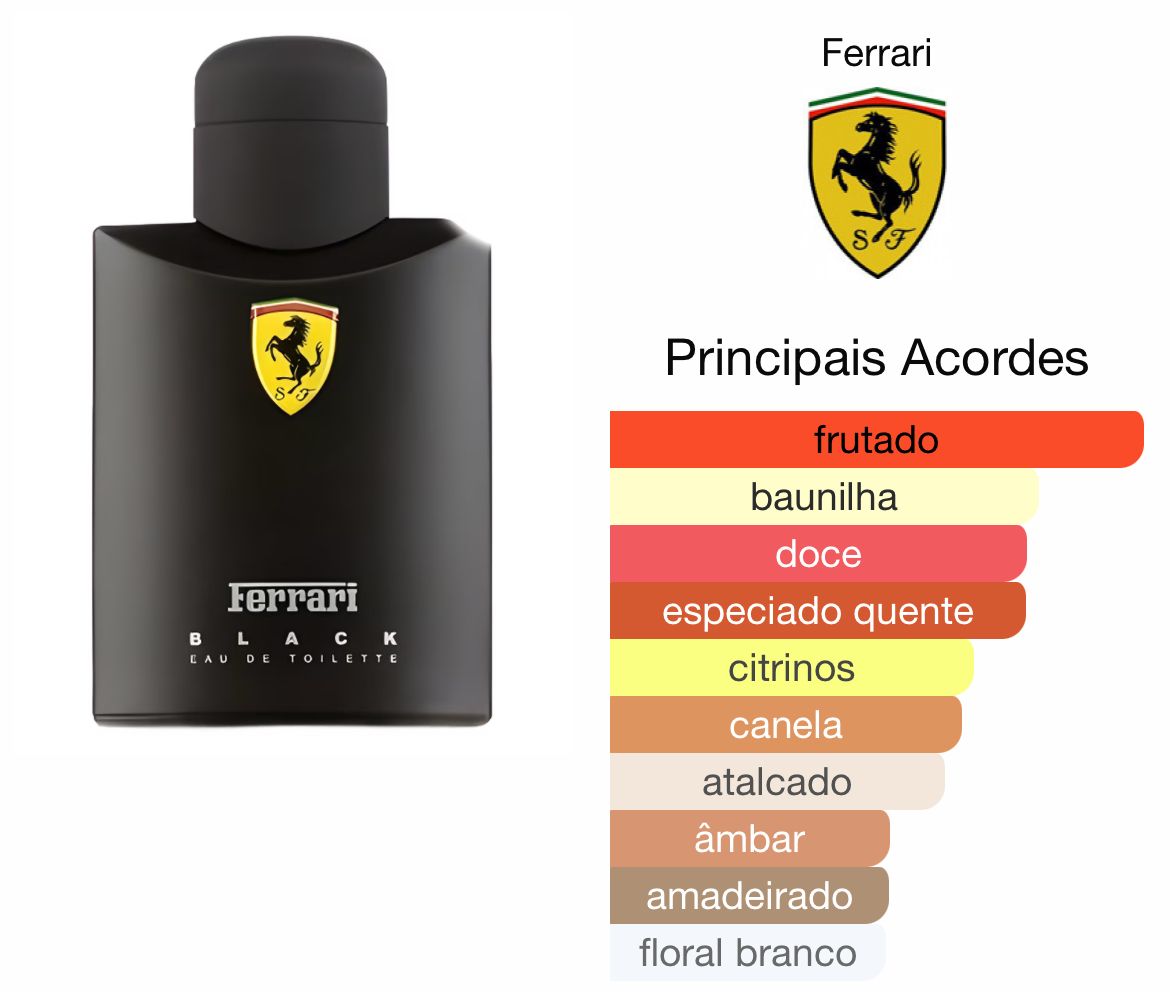 S F
Ferrari
BLACK
EAU DE TOILETTE
Ferrari
S F
Principais Acordes
frutado
baunilha
doce
especiado quente
citrinos
canela
atalcado
âmbar
amadeirado
floral branco